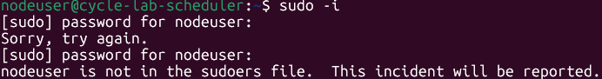 nodeuser@cycle-lab-scheduler:~$ sudo -i
[sudo] password for nodeuser:
Sorry, try again.
[sudo] password for nodeuser:
nodeuser is not in the sudoers file.  This incident will be reported.